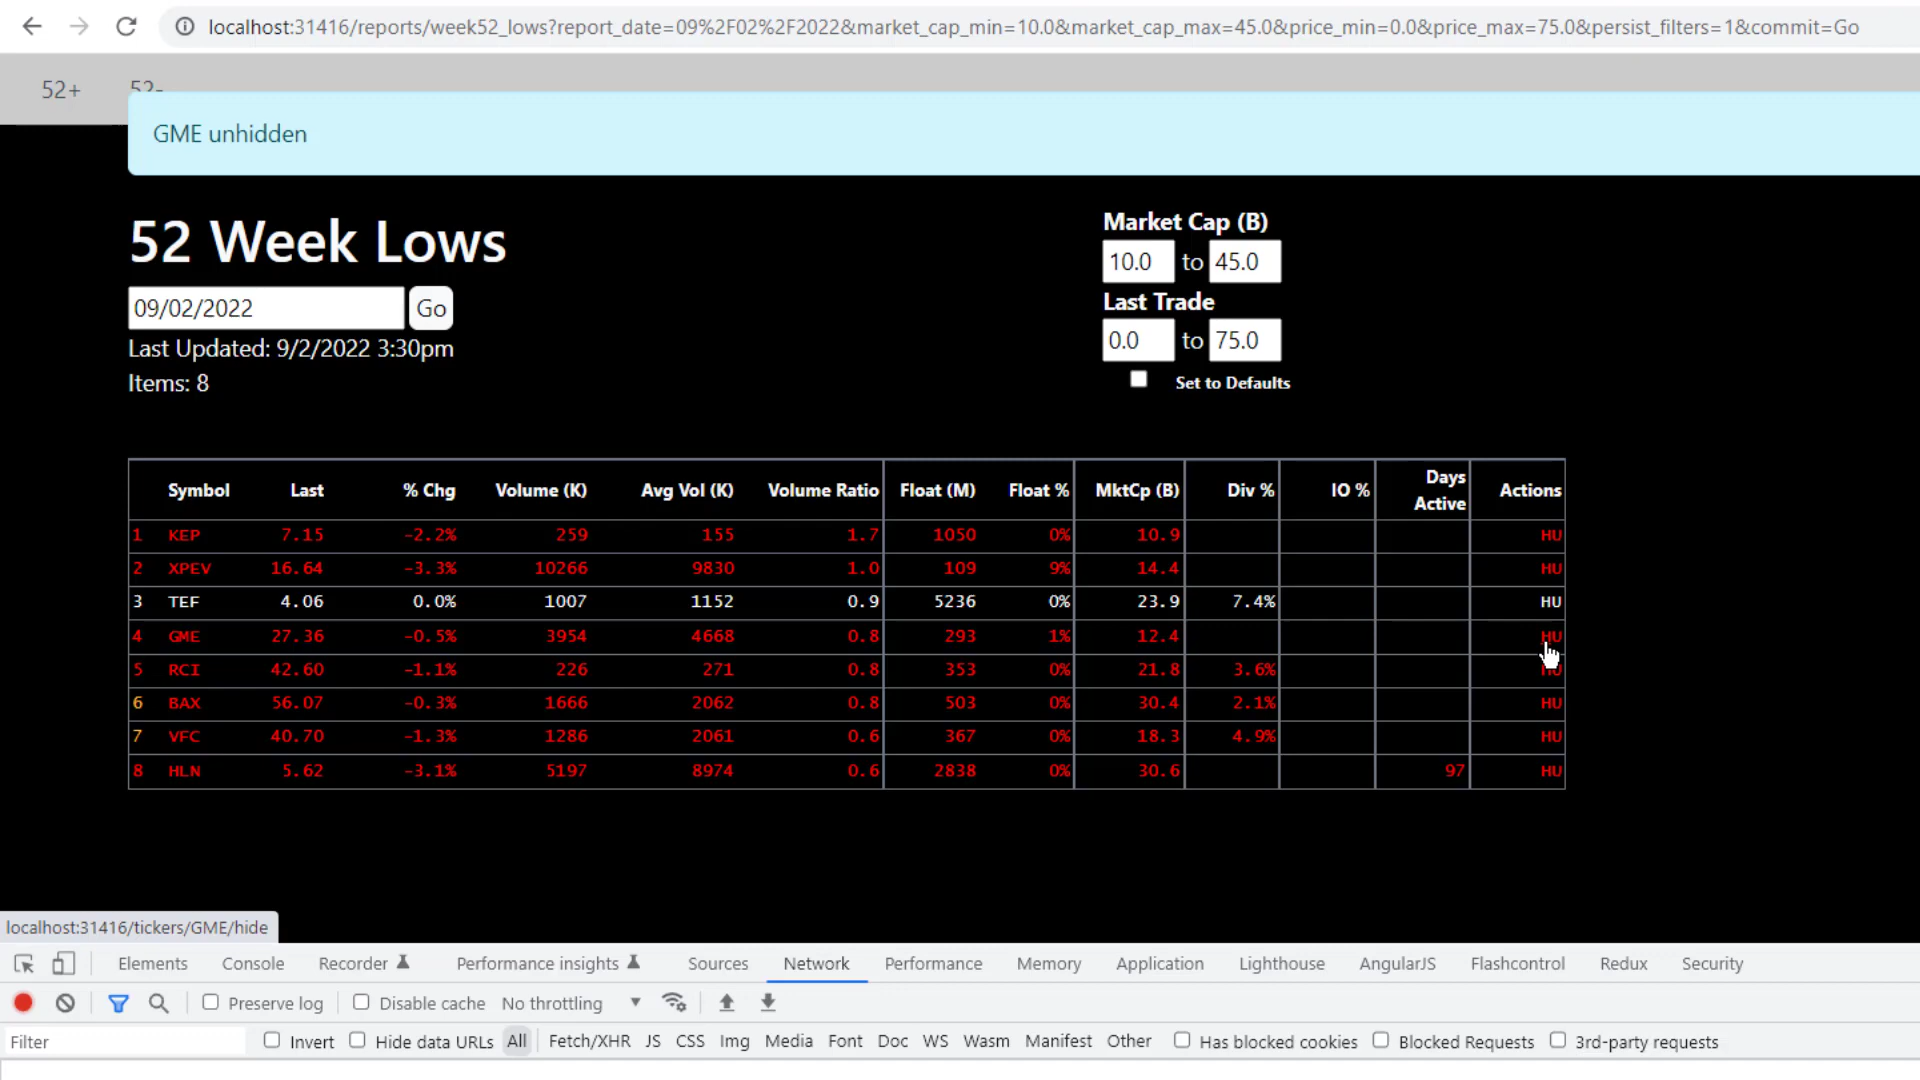 localhost:31416/reports/week52_lows?report_date=09%2F02%2F2022&market_cap_min=10.0&market_cap_max=45.0&price_min=0.0&price_max=75.0&persist_filters=1&commit=Go
52+ 52-
GME unhidden
52 Week Lows
09/02/2022 Go
Last Updated: 9/2/2022 3:30pm
Items: 8
Market Cap (B)
10.0 to 45.0
Last Trade
0.0 to 75.0
Set to Defaults
Symbol Last % Chg Volume (K) Avg Vol (K) Volume Ratio Float (M) Float % MktCp (B) Div % IO % Days Active Actions
1 KEP 7.15 -2.2% 259 155 1.7 1050 0% 10.9 HU
2 XPEV 16.64 -3.3% 10266 9830 1.0 109 9% 14.4 HU
3 TEF 4.06 0.0% 1007 1152 0.9 5236 0% 23.9 7.4% HU
4 GME 27.36 -0.5% 3954 4668 0.8 293 1% 12.4 HU
5 RCI 42.60 -1.1% 226 271 0.8 353 0% 21.8 3.6% HU
6 BAX 56.07 -0.3% 1666 2062 0.8 503 0% 30.4 2.1% HU
7 VFC 40.70 -1.3% 1286 2061 0.6 367 0% 18.3 4.9% HU
8 HLN 5.62 -3.1% 5197 8974 0.6 2838 0% 30.6 97 HU
localhost:31416/tickers/GME/hide
Elements Console Recorder Performance insights Sources Network Performance Memory Application Lighthouse AngularJS Flashcontrol Redux Security
Preserve log Disable cache No throttling
Filter Invert Hide data URLs All Fetch/XHR JS CSS Img Media Font Doc WS Wasm Manifest Other Has blocked cookies Blocked Requests 3rd-party requests